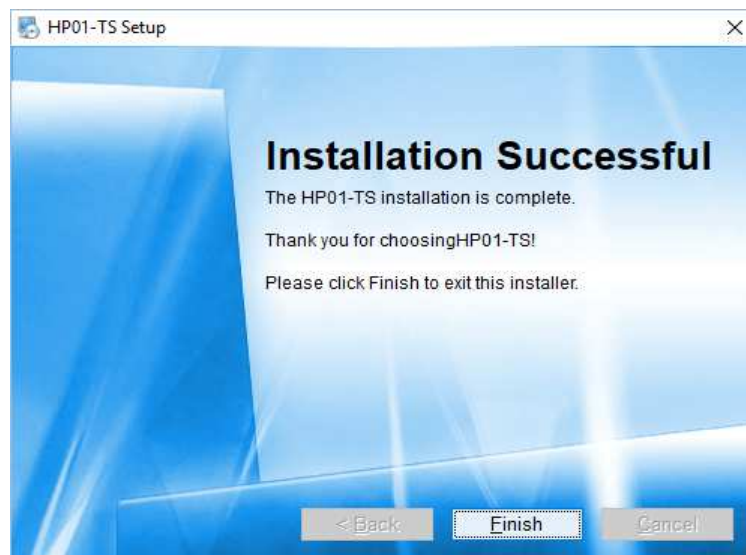 HP01-TS Setup
Installation Successful
The HP01-TS installation is complete.
Thank you for choosingHP01-TS!
Please click Finish to exit this installer.
< Back Finish Cancel